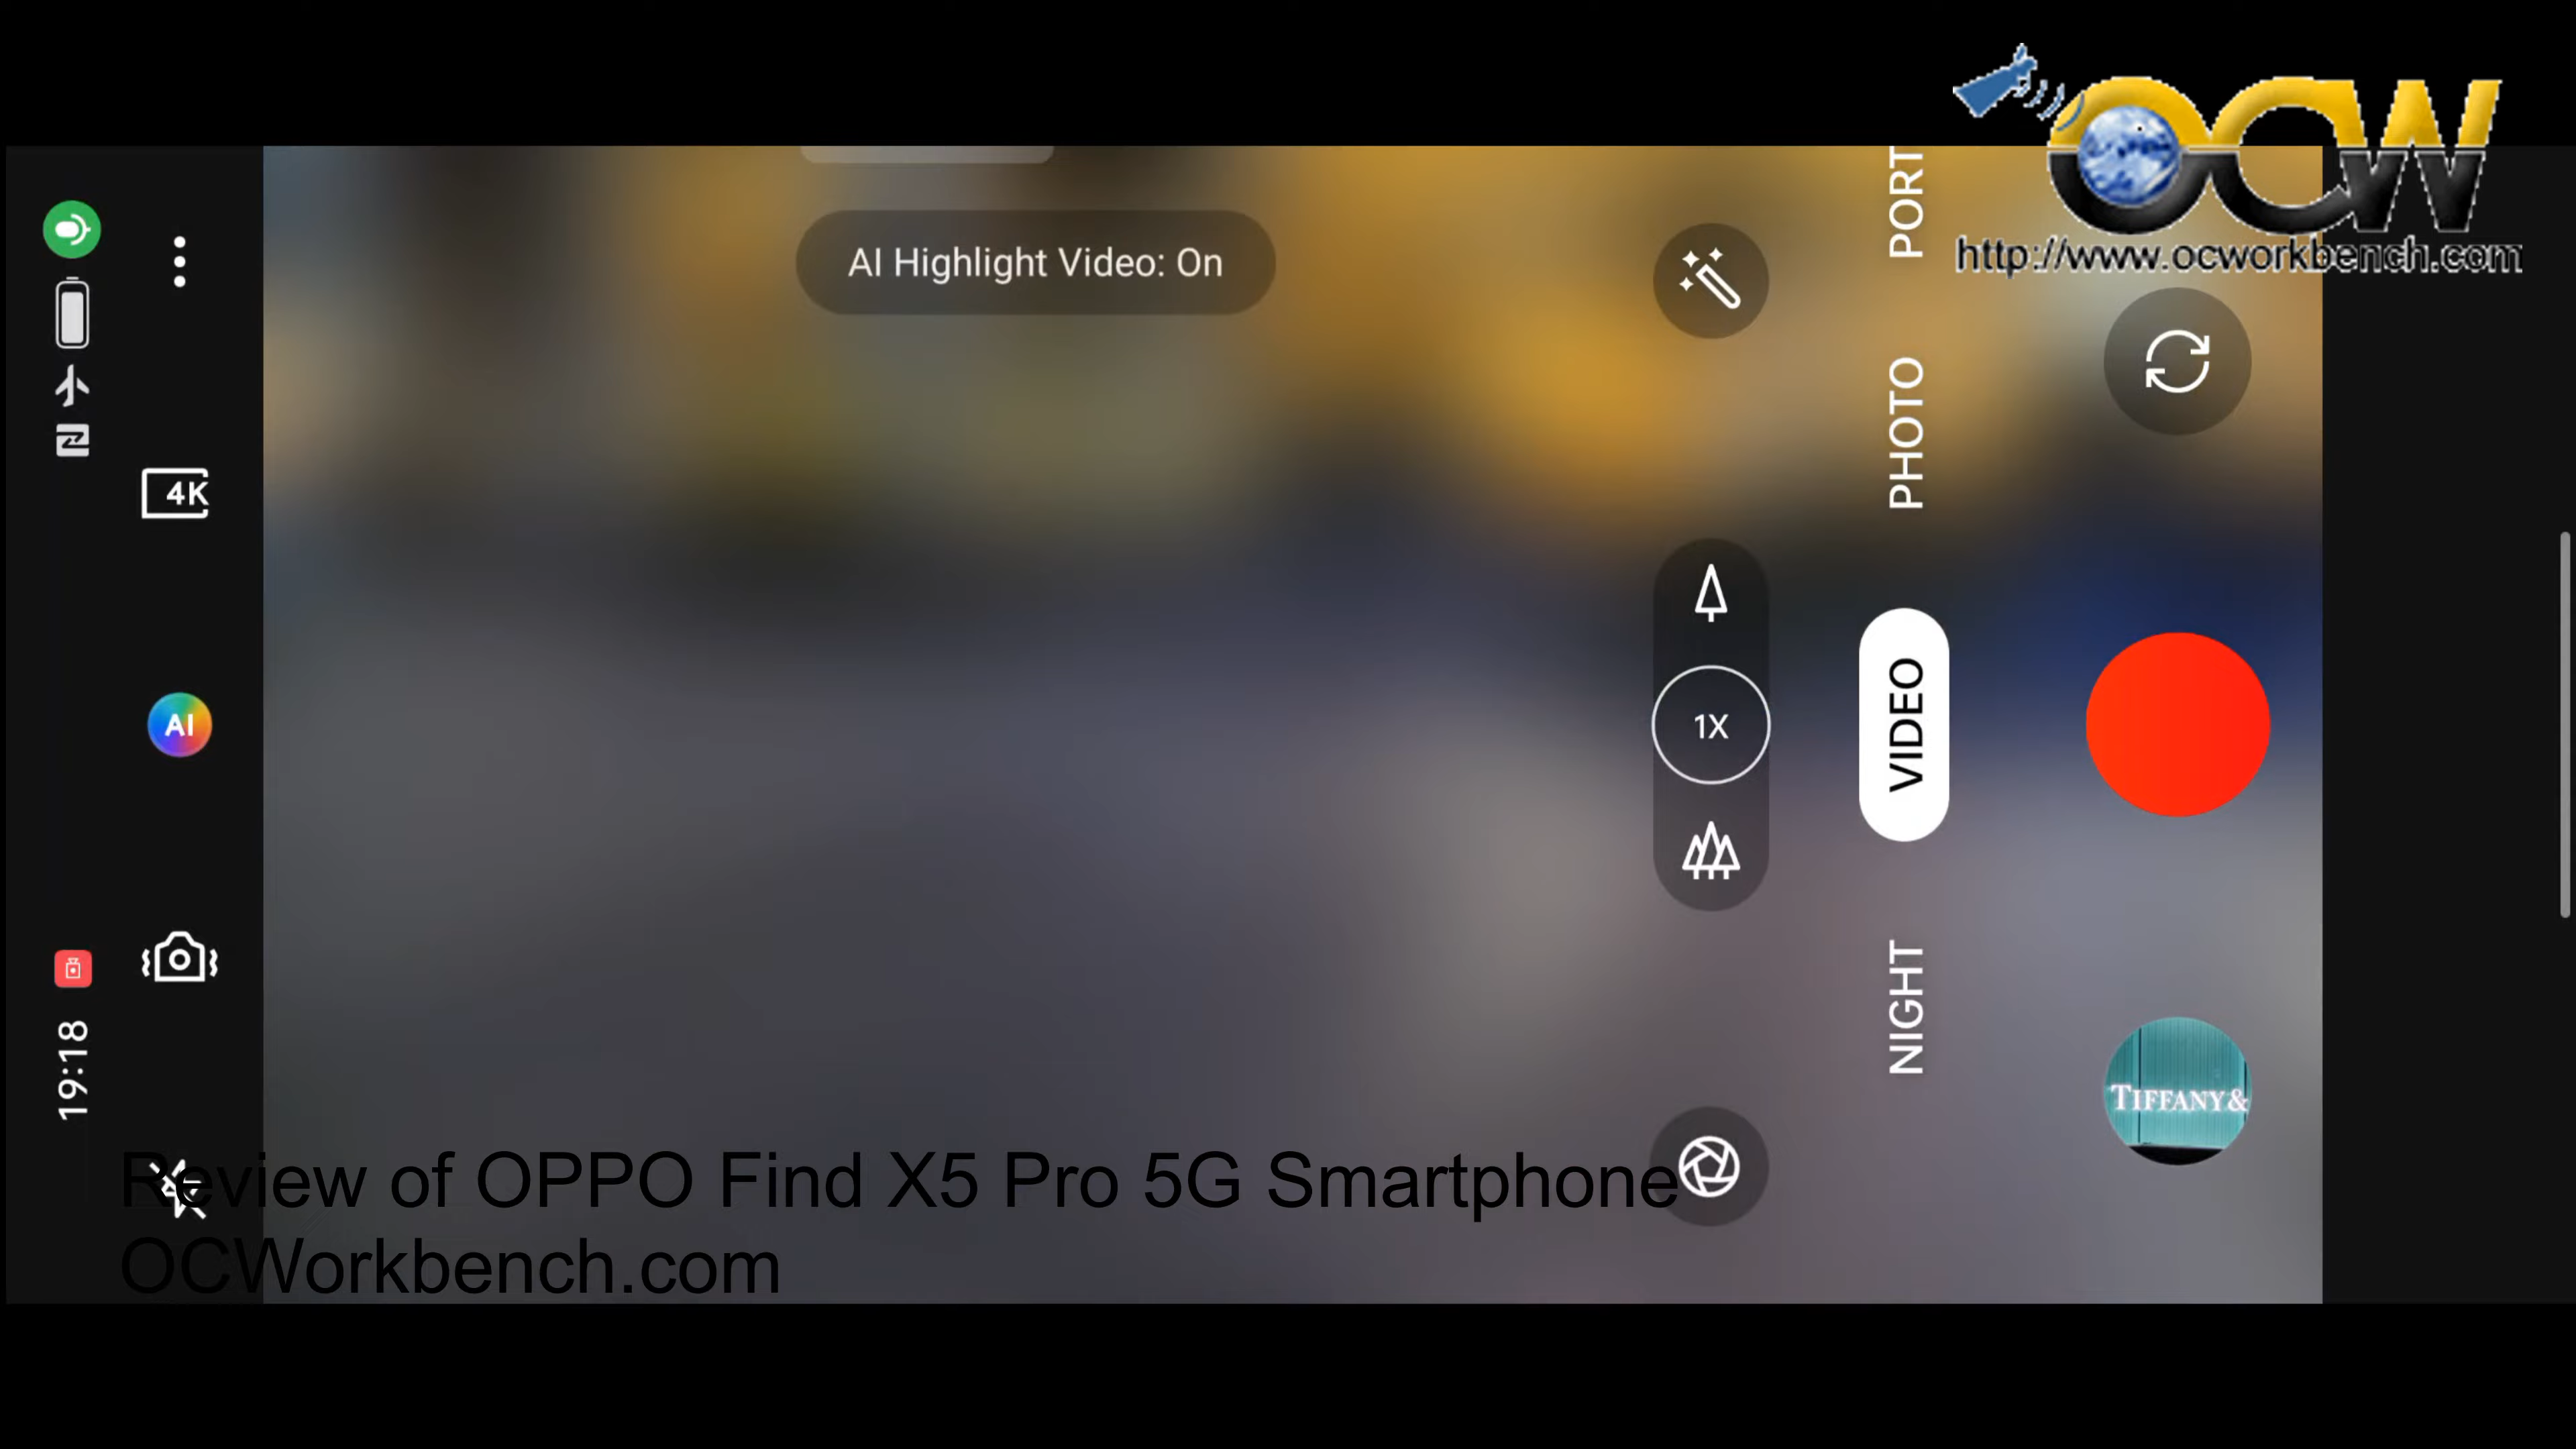 OCW
http://www.ocworkbench.com
AI Highlight Video: On
4K
AI
19:18
PORT
PHOTO
VIDEO
NIGHT
1X
TIFFANY&
Review of OPPO Find X5 Pro 5G Smartphone
OCWorkbench.com